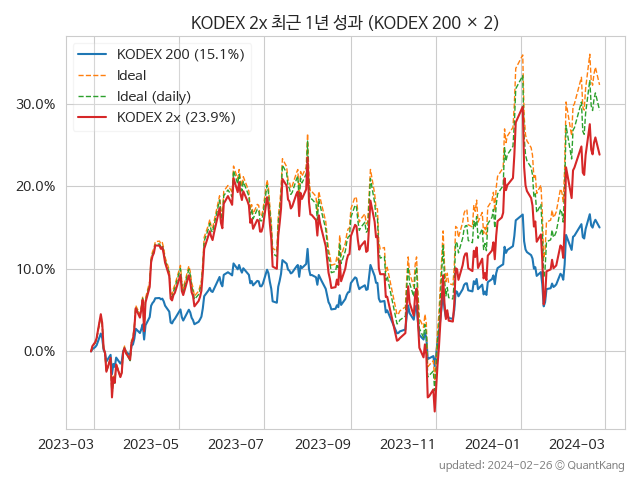 KODEX 2x 최근 1년 성과 (KODEX 200 × 2)
KODEX 200 (15.1%)
Ideal
Ideal (daily)
KODEX 2x (23.9%)
30.0%
20.0%
10.0%
0.0%
2023-03 2023-05 2023-07 2023-09 2023-11 2024-01 2024-03
updated: 2024-02-26 © QuantKang